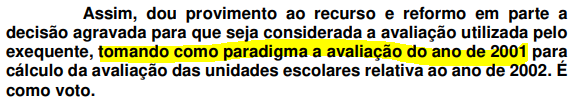 Assim, dou provimento ao recurso e reformo em parte a
decisão agravada para que seja considerada a avaliação utilizada pelo
exequente, tomando como paradigma a avaliação do ano de 2001 para
cálculo da avaliação das unidades escolares relativa ao ano de 2002. É
como voto.